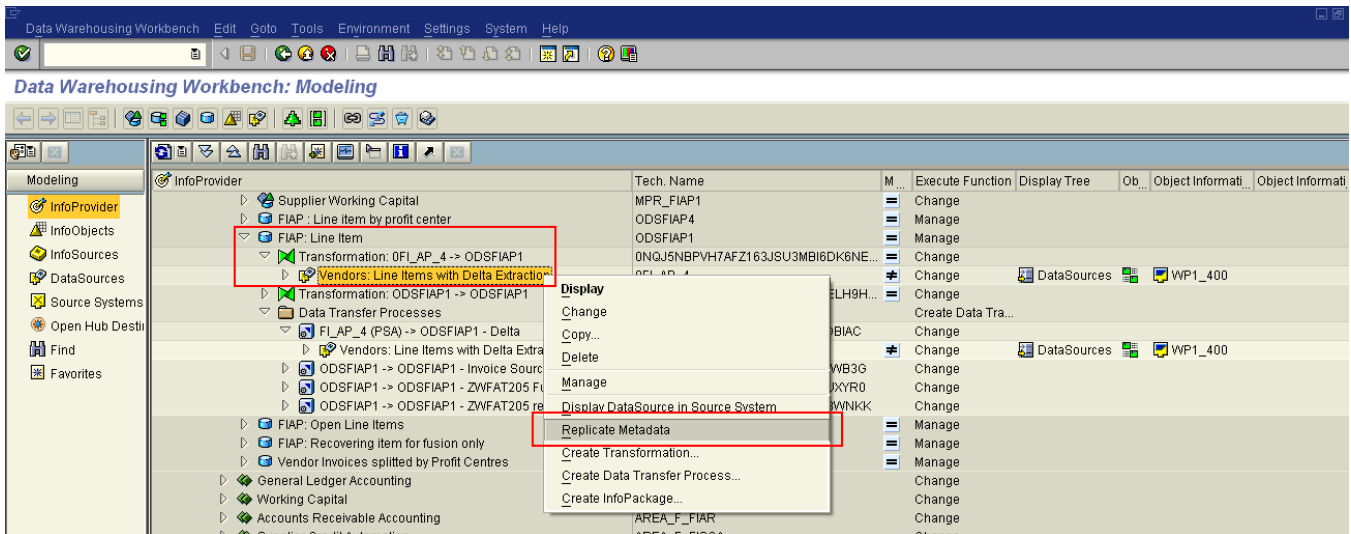 Data Warehousing Workbench Edit Goto Tools Environment Settings System Help
Data Warehousing Workbench: Modeling
Modeling
InfoProvider
InfoObjects
InfoSources
DataSources
Source Systems
Open Hub Destin
Find
Favorites
InfoProvider Tech. Name M... Execute Function Display Tree Ob... Object Informati... Object Informati
Supplier Working Capital MPR_FIAP1 = Change
FIAP : Line item by profit center ODSFIAP4 = Manage
FIAP: Line Item ODSFIAP1 = Manage
Transformation: 0FI_AP_4 -> ODSFIAP1 0NQJ5NBPVH7AFZ163JSU3MBI6DK6NE... = Change
Vendors: Line Items with Delta Extraction 0FI_AP_4 ≠ Change DataSources WP1_400
Transformation: ODSFIAP1 -> ODSFIAP1 ELH9H... = Change
Data Transfer Processes Create Data Tra...
FI_AP_4 (PSA) -> ODSFIAP1 - Delta BIAC Change
Vendors: Line Items with Delta Extra ≠ Change DataSources WP1_400
ODSFIAP1 -> ODSFIAP1 - Invoice Sourc WB3G Change
ODSFIAP1 -> ODSFIAP1 - ZWFAT205 Fu XYR0 Change
ODSFIAP1 -> ODSFIAP1 - ZWFAT205 re WNKK Change
FIAP: Open Line Items = Manage
FIAP: Recovering item for fusion only = Manage
Vendor Invoices splitted by Profit Centres = Manage
General Ledger Accounting Change
Working Capital Change
Accounts Receivable Accounting AREA_F_FIAR Change
Display
Change
Copy...
Delete
Manage
Display DataSource in Source System
Replicate Metadata
Create Transformation...
Create Data Transfer Process...
Create InfoPackage...